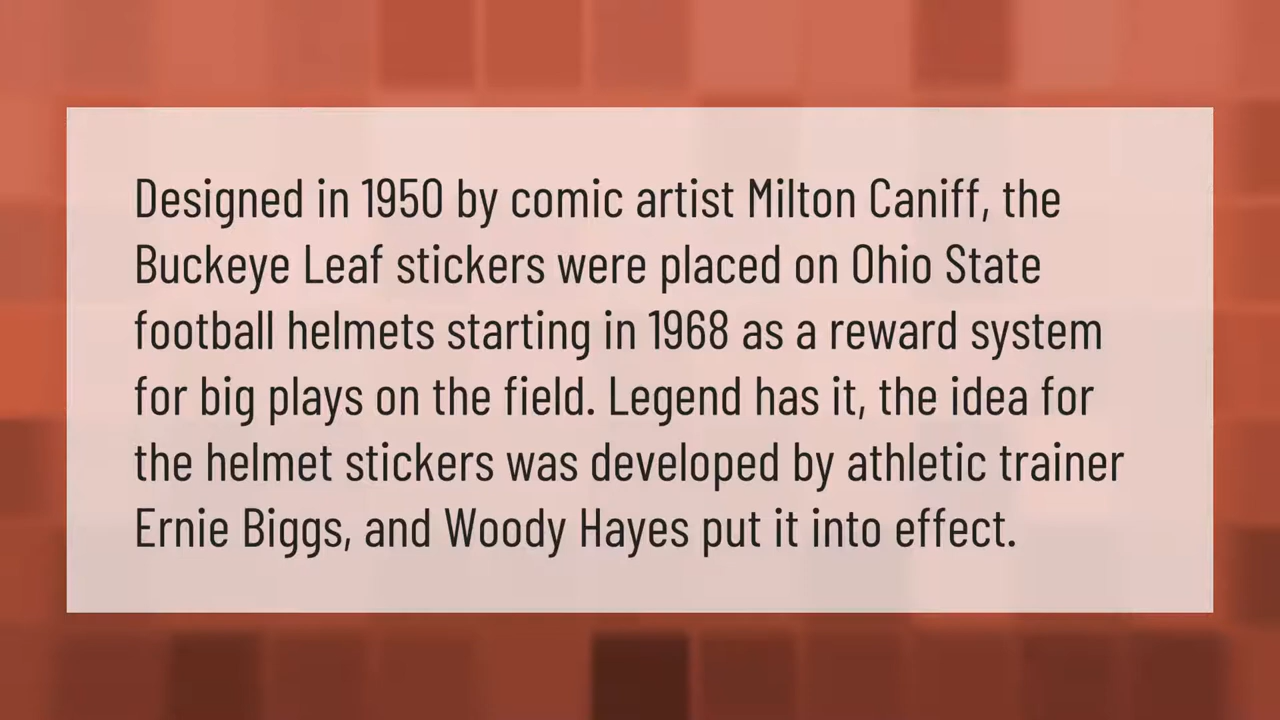 Designed in 1950 by comic artist Milton Caniff, the
Buckeye Leaf stickers were placed on Ohio State
football helmets starting in 1968 as a reward system
for big plays on the field. Legend has it, the idea for
the helmet stickers was developed by athletic trainer
Ernie Biggs, and Woody Hayes put it into effect.